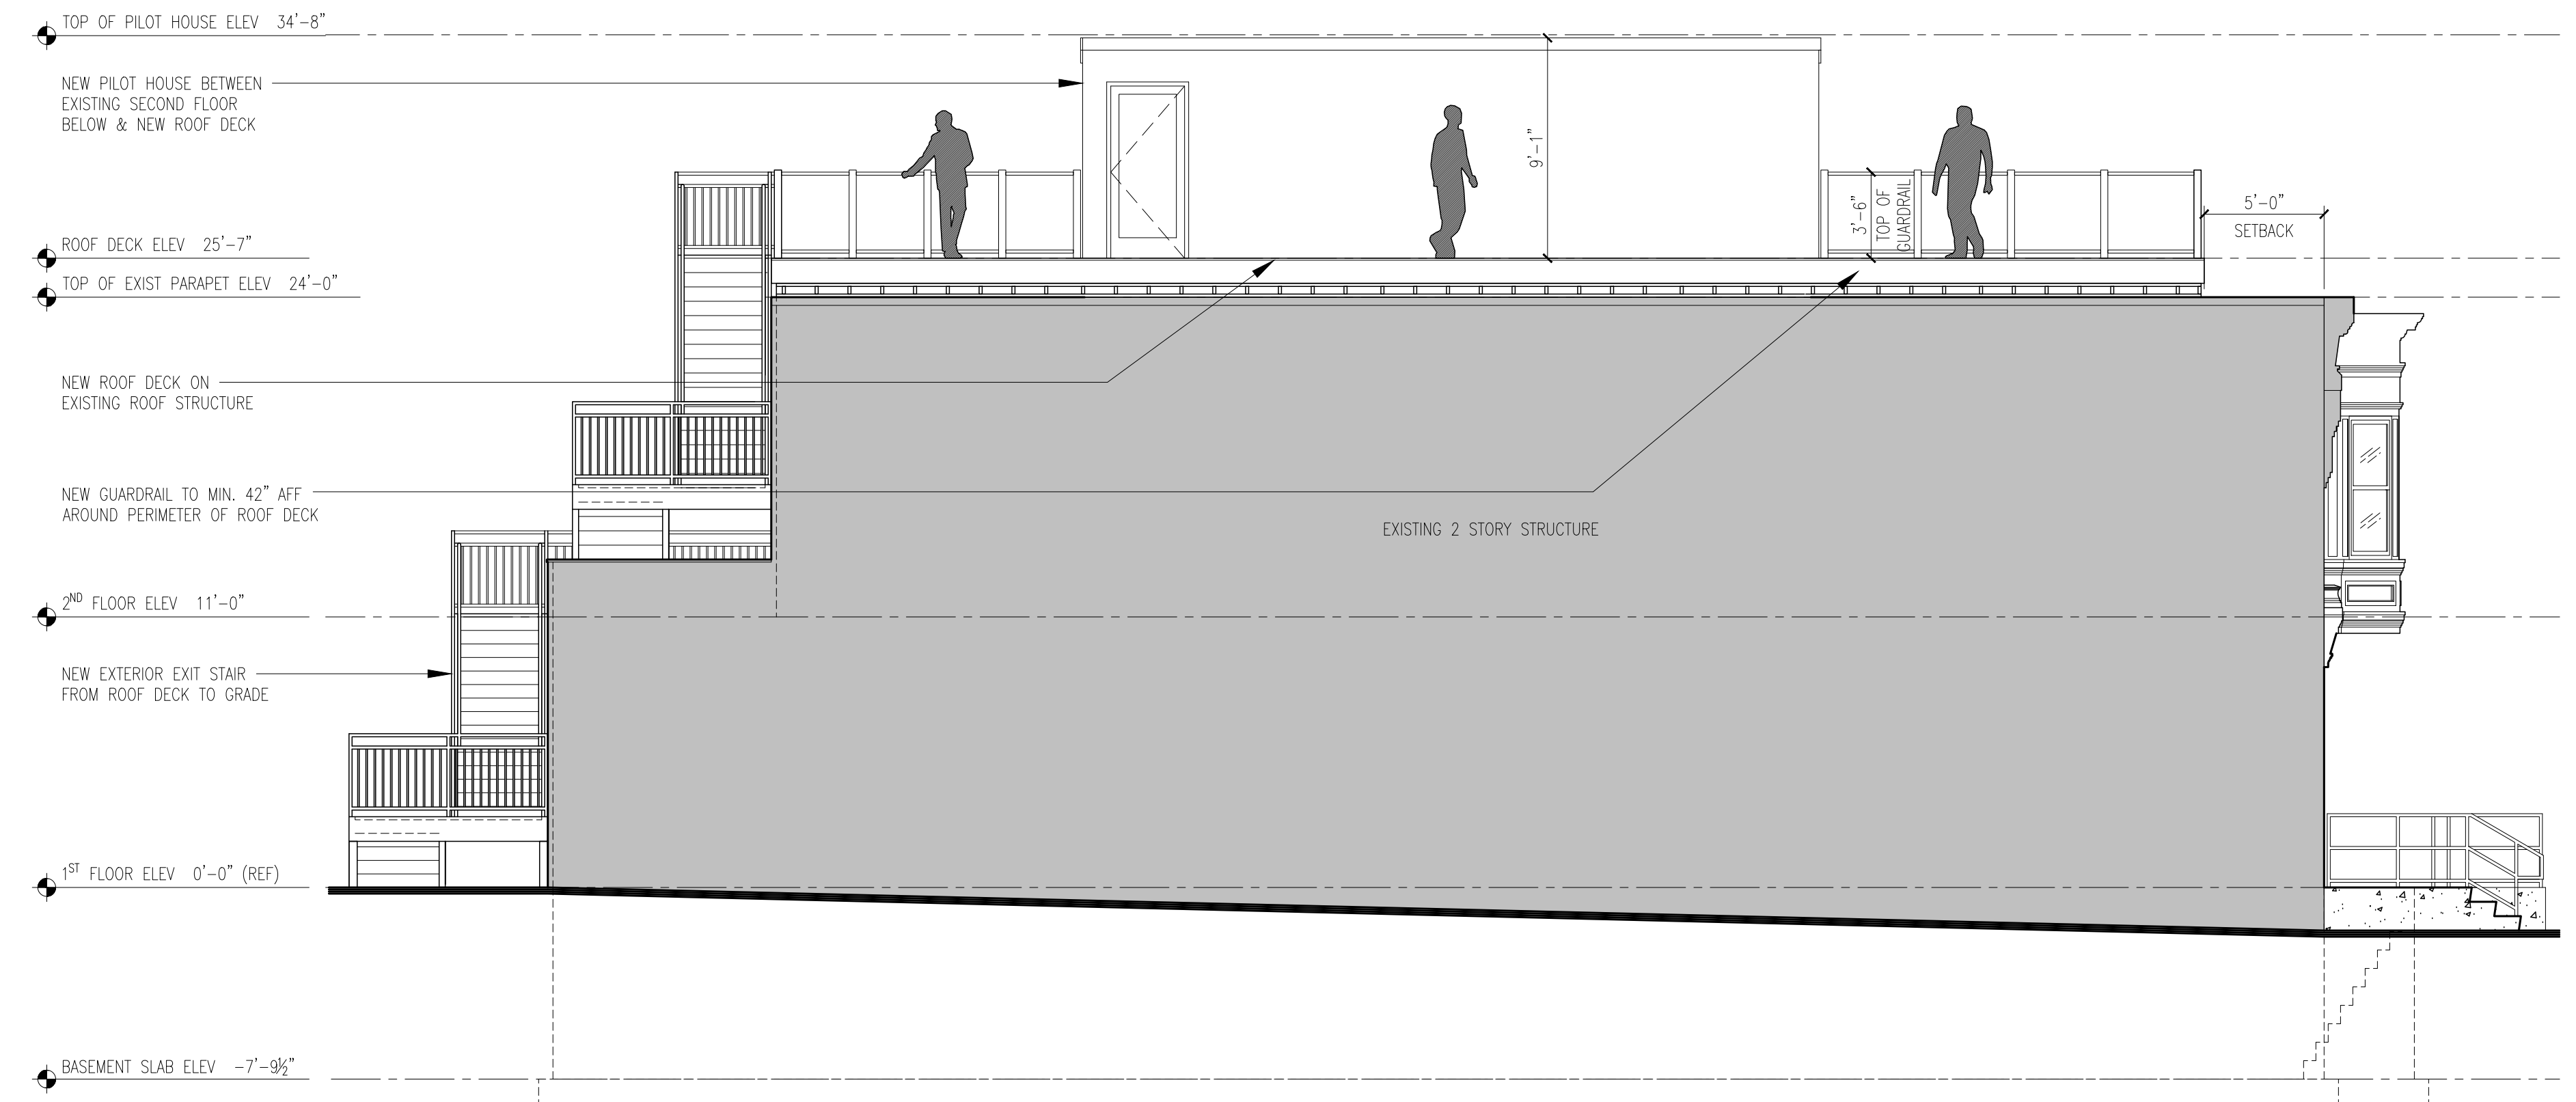 TOP OF PILOT HOUSE ELEV 34'-8"
NEW PILOT HOUSE BETWEEN
EXISTING SECOND FLOOR
BELOW & NEW ROOF DECK
9'-1"
3'-6"
TOP OF
GUARDRAIL
5'-0"
SETBACK
ROOF DECK ELEV 25'-7"
TOP OF EXIST PARAPET ELEV 24'-0"
NEW ROOF DECK ON
EXISTING ROOF STRUCTURE
NEW GUARDRAIL TO MIN. 42" AFF
AROUND PERIMETER OF ROOF DECK
EXISTING 2 STORY STRUCTURE
2ND FLOOR ELEV 11'-0"
NEW EXTERIOR EXIT STAIR
FROM ROOF DECK TO GRADE
1ST FLOOR ELEV 0'-0" (REF)
BASEMENT SLAB ELEV -7'-9½"